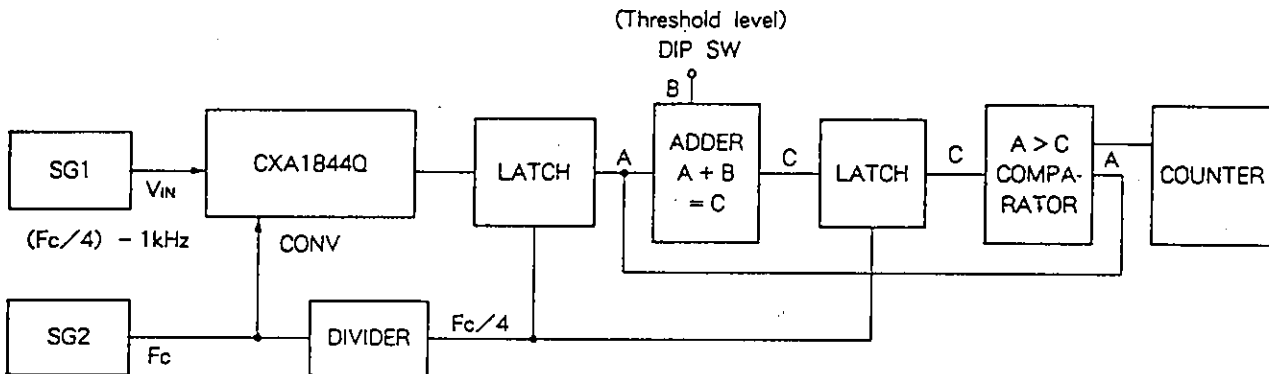 (Threshold level)
DIP SW
B
SG1
VIN
(Fc/4) - 1kHz
CXA1844Q
CONV
LATCH
A
ADDER
A + B
= C
C
LATCH
C
A > C
COMPA-
RATOR
A
COUNTER
SG2
Fc
DIVIDER
Fc/4